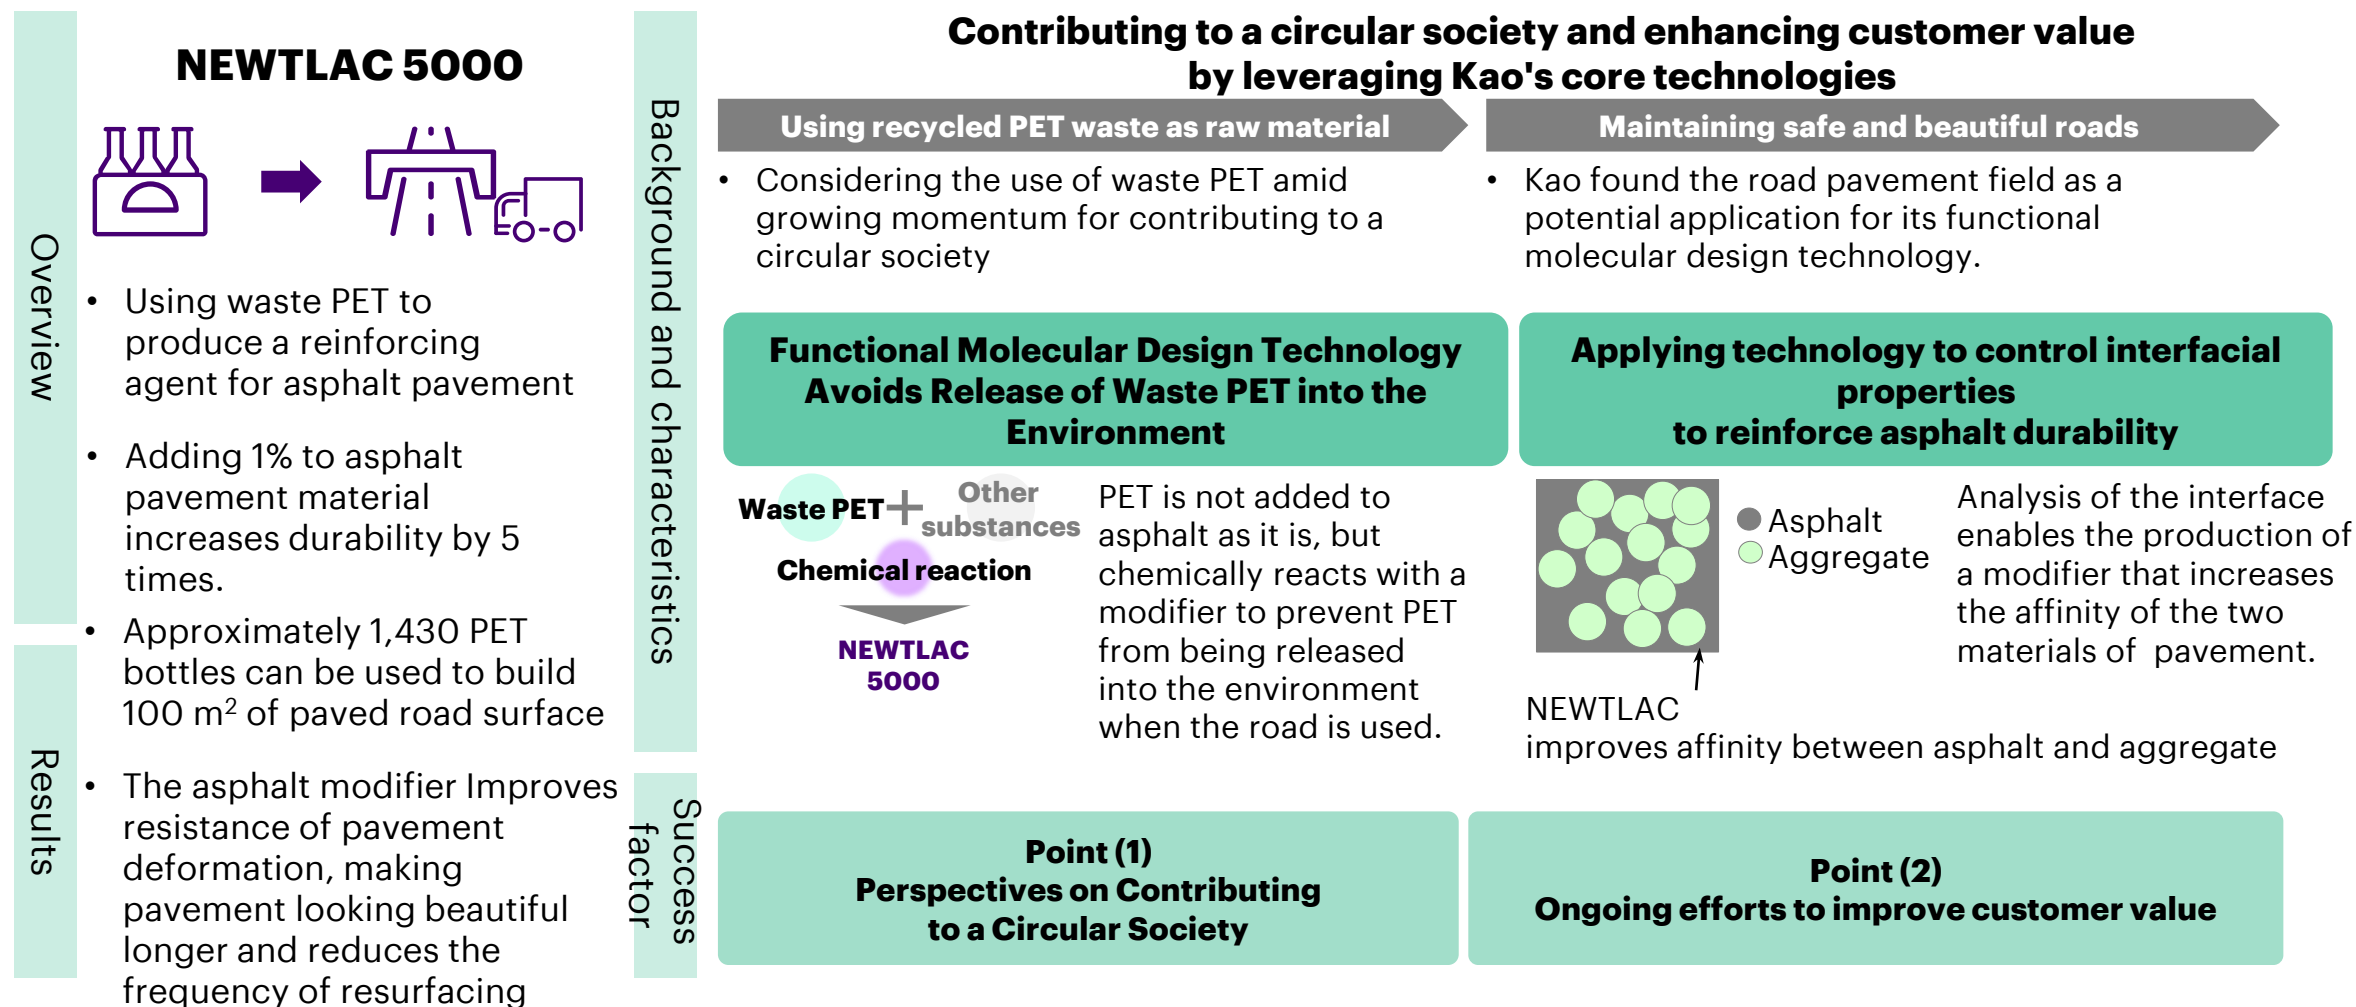 Overview
NEWTLAC 5000
• Using waste PET to
produce a reinforcing
agent for asphalt pavement
• Adding 1% to asphalt
pavement material
increases durability by 5
times.
Results
• Approximately 1,430 PET
bottles can be used to build
100 m² of paved road surface
• The asphalt modifier Improves
resistance of pavement
deformation, making
pavement looking beautiful
longer and reduces the
frequency of resurfacing
Background and characteristics
Contributing to a circular society and enhancing customer value
by leveraging Kao's core technologies
Using recycled PET waste as raw material
• Considering the use of waste PET amid
growing momentum for contributing to a
circular society
Functional Molecular Design Technology
Avoids Release of Waste PET into the
Environment
Waste PET + Other
substances
Chemical reaction
NEWTLAC
5000
PET is not added to
asphalt as it is, but
chemically reacts with a
modifier to prevent PET
from being released
into the environment
when the road is used.
Maintaining safe and beautiful roads
• Kao found the road pavement field as a
potential application for its functional
molecular design technology.
Applying technology to control interfacial
properties
to reinforce asphalt durability
Asphalt
Aggregate
Analysis of the interface
enables the production of
a modifier that increases
the affinity of the two
materials of pavement.
NEWTLAC
improves affinity between asphalt and aggregate
Success
factor
Point (1)
Perspectives on Contributing
to a Circular Society
Point (2)
Ongoing efforts to improve customer value